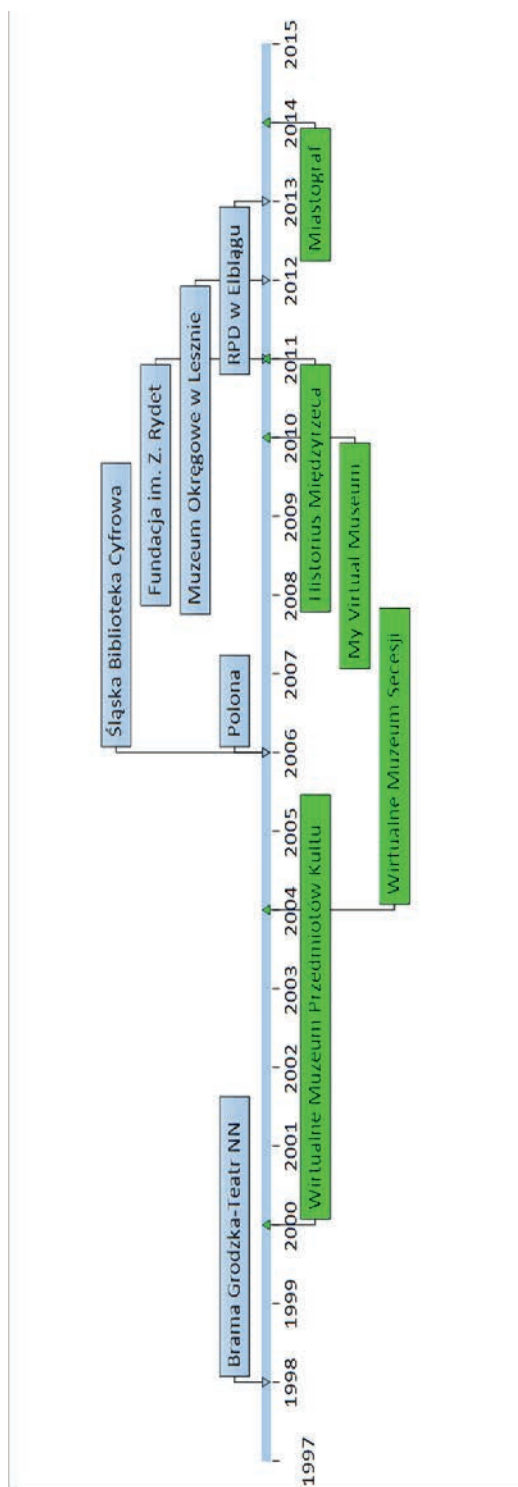 Śląska Biblioteka Cyfrowa
Fundacja im. Z. Rydet
Muzeum Okręgowe w Lesznie
Brama Grodzka-Teatr NN
Polona
RPD w Elblągu
1997
1998
1999
2000
2001
2002
2003
2004
2005
2006
2007
2008
2009
2010
2011
2012
2013
2014
2015
Wirtualne Muzeum Przedmiotów Kultu
Historius Międzyrzeca
Miastograf
My Virtual Museum
Wirtualne Muzeum Secesji